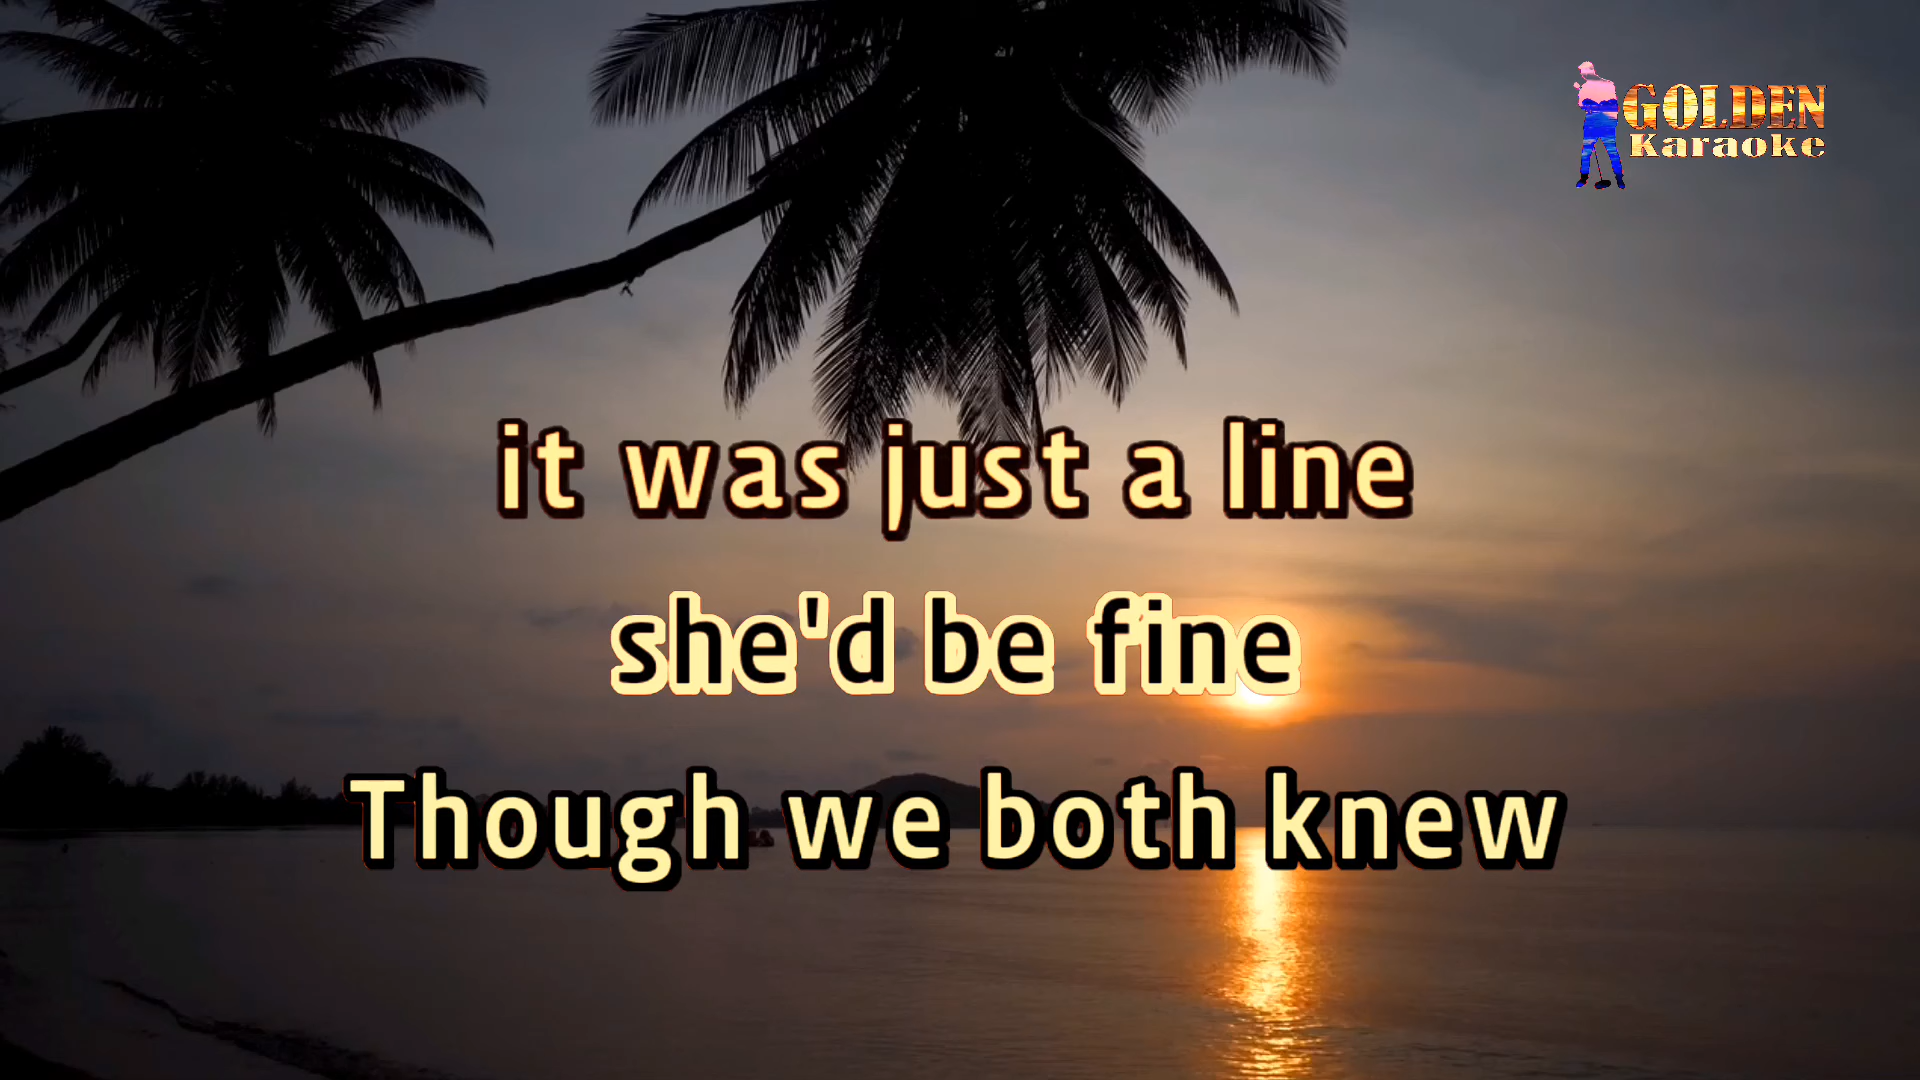 GOLDEN
Karaoke
it was just a line
she'd be fine
Though we both knew